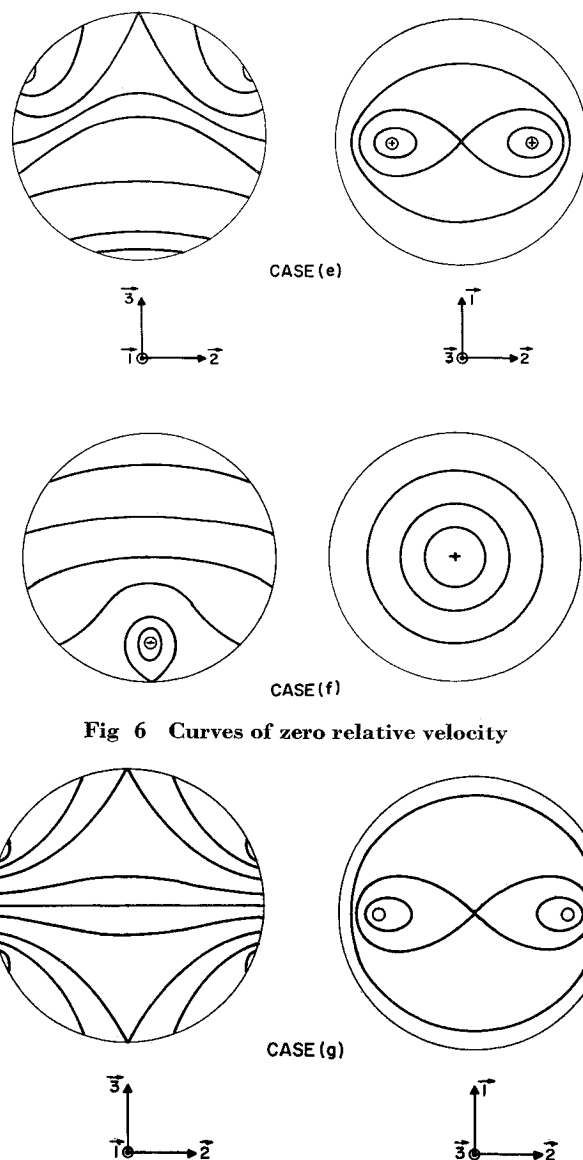 CASE(e)
3 1
1 2 3 2
CASE(f)
Fig 6 Curves of zero relative velocity
CASE(g)
3 1
1 2 3 2